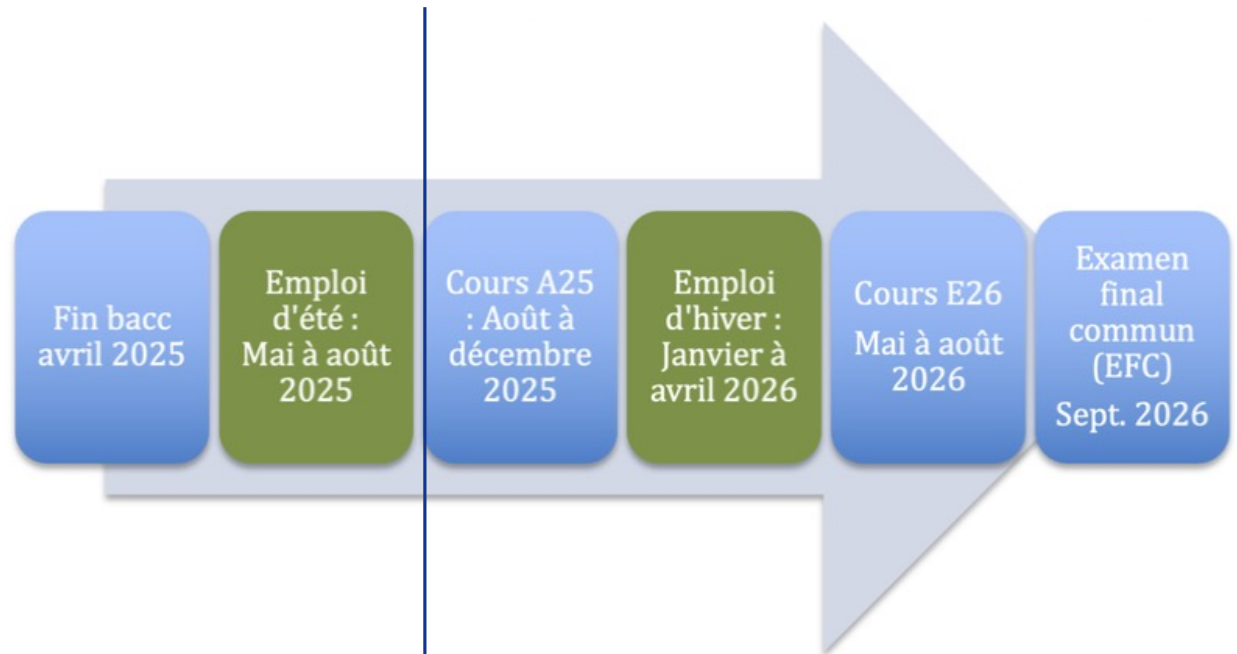 Fin bacc
avril 2025
Emploi
d'été :
Mai à août
2025
Cours A25
: Août à
décembre
2025
Emploi
d'hiver :
Janvier à
avril 2026
Cours E26
Mai à août
2026
Examen
final
commun
(EFC)
Sept. 2026